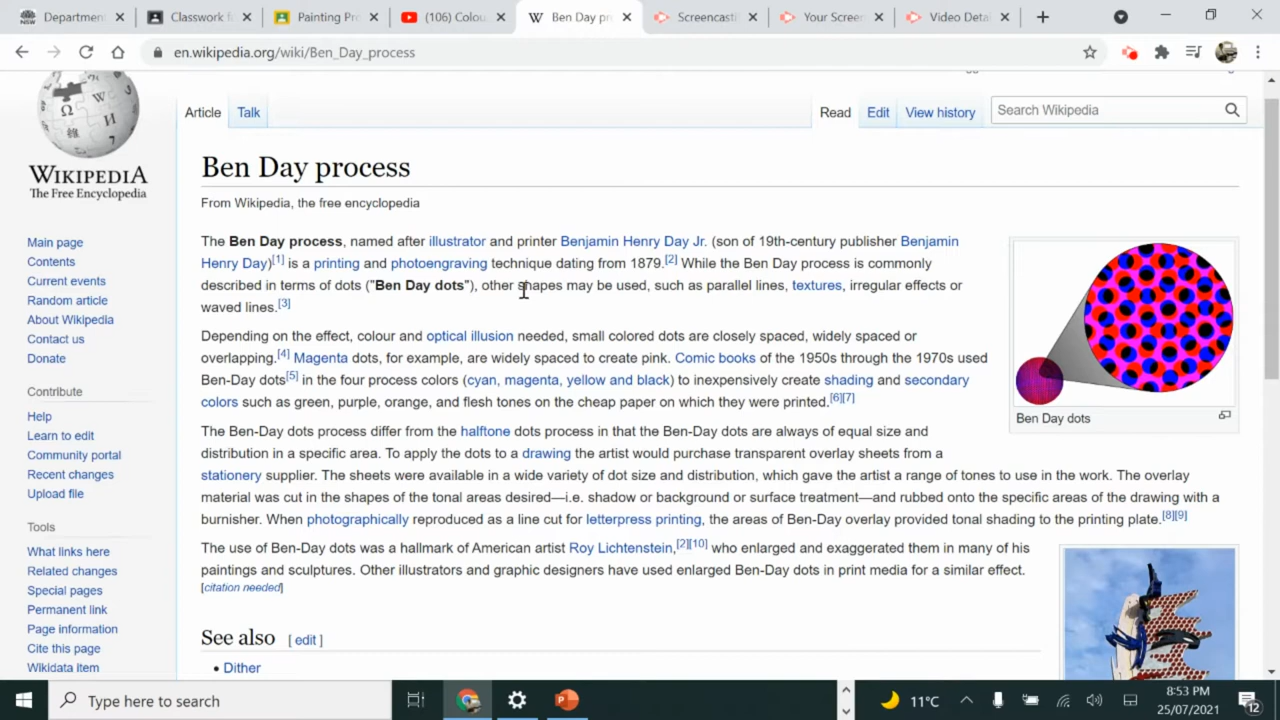 Department
Classwork f
Painting Pro
(106) Colou
Ben Day pr
Screencasti
Your Screen
Video Detai
en.wikipedia.org/wiki/Ben_Day_process
WIKIPEDIA
The Free Encyclopedia
Article
Talk
Read
Edit
View history
Search Wikipedia
Main page
Contents
Current events
Random article
About Wikipedia
Contact us
Donate
Contribute
Help
Learn to edit
Community portal
Recent changes
Upload file
Tools
What links here
Related changes
Special pages
Permanent link
Page information
Cite this page
Wikidata item
Ben Day process
From Wikipedia, the free encyclopedia
The Ben Day process, named after illustrator and printer Benjamin Henry Day Jr. (son of 19th-century publisher Benjamin
Henry Day)[1] is a printing and photoengraving technique dating from 1879.[2] While the Ben Day process is commonly
described in terms of dots ("Ben Day dots"), other shapes may be used, such as parallel lines, textures, irregular effects or
waved lines.[3]
Depending on the effect, colour and optical illusion needed, small colored dots are closely spaced, widely spaced or
overlapping.[4] Magenta dots, for example, are widely spaced to create pink. Comic books of the 1950s through the 1970s used
Ben-Day dots[5] in the four process colors (cyan, magenta, yellow and black) to inexpensively create shading and secondary
colors such as green, purple, orange, and flesh tones on the cheap paper on which they were printed.[6][7]
Ben Day dots
The Ben-Day dots process differ from the halftone dots process in that the Ben-Day dots are always of equal size and
distribution in a specific area. To apply the dots to a drawing the artist would purchase transparent overlay sheets from a
stationery supplier. The sheets were available in a wide variety of dot size and distribution, which gave the artist a range of tones to use in the work. The overlay
material was cut in the shapes of the tonal areas desired—i.e. shadow or background or surface treatment—and rubbed onto the specific areas of the drawing with a
burnisher. When photographically reproduced as a line cut for letterpress printing, the areas of Ben-Day overlay provided tonal shading to the printing plate.[8][9]
The use of Ben-Day dots was a hallmark of American artist Roy Lichtenstein,[2][10] who enlarged and exaggerated them in many of his
paintings and sculptures. Other illustrators and graphic designers have used enlarged Ben-Day dots in print media for a similar effect.
[citation needed]
See also [ edit ]
• Dither
Type here to search
11°C
8:53 PM
25/07/2021
12